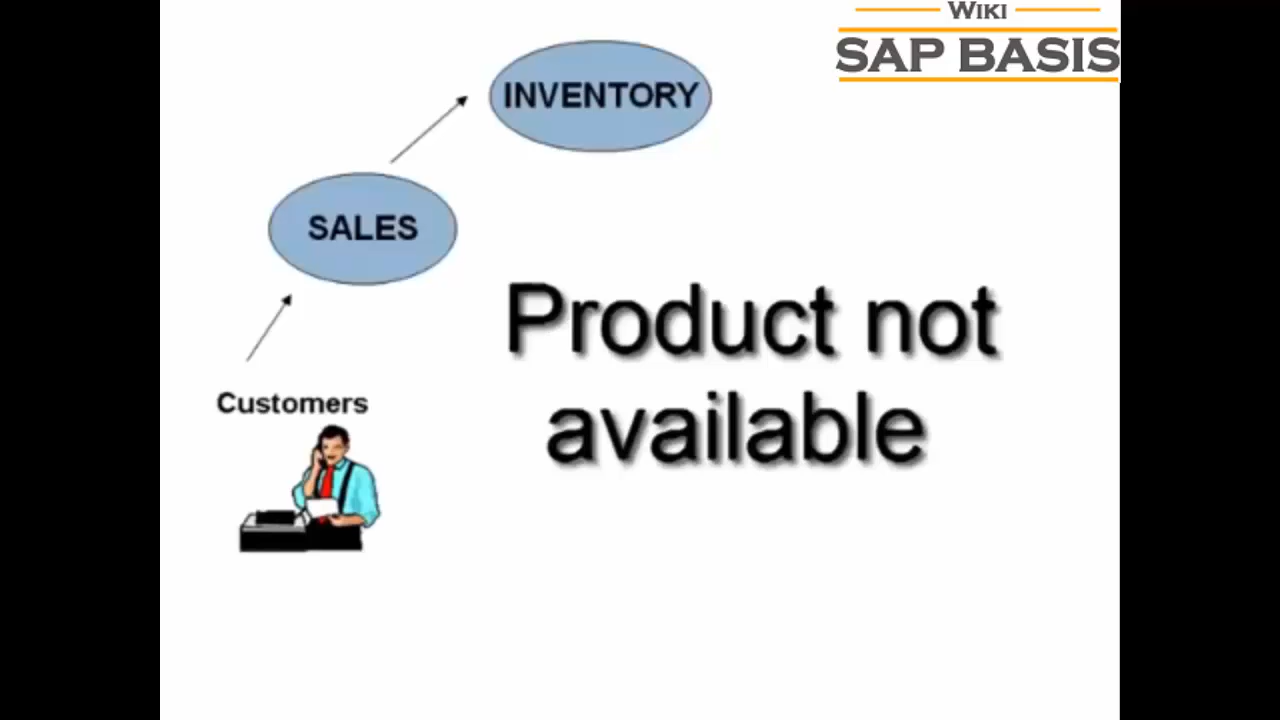 Wiki
SAP BASIS
INVENTORY
SALES
Product not
available
Customers